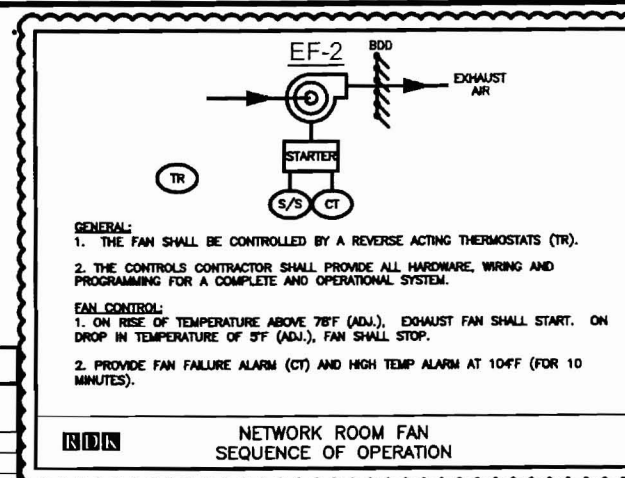 EF-2
BDD
EXHAUST
AIR
STARTER
TR
S/S
CT
GENERAL:
1. THE FAN SHALL BE CONTROLLED BY A REVERSE ACTING THERMOSTATS (TR).
2. THE CONTROLS CONTRACTOR SHALL PROVIDE ALL HARDWARE, WIRING AND
PROGRAMMING FOR A COMPLETE AND OPERATIONAL SYSTEM.
FAN CONTROL:
1. ON RISE OF TEMPERATURE ABOVE 78°F (ADJ.), EXHAUST FAN SHALL START. ON
DROP IN TEMPERATURE OF 5°F (ADJ.), FAN SHALL STOP.
2. PROVIDE FAN FAILURE ALARM (CT) AND HIGH TEMP ALARM AT 104°F (FOR 10
MINUTES).
RDK
NETWORK ROOM FAN
SEQUENCE OF OPERATION